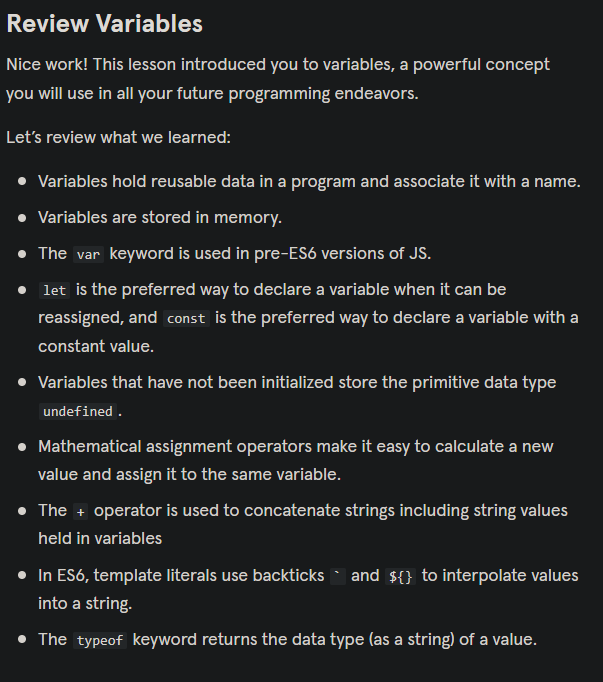 Review Variables
Nice work! This lesson introduced you to variables, a powerful concept
you will use in all your future programming endeavors.
Let’s review what we learned:
Variables hold reusable data in a program and associate it with a name.
Variables are stored in memory.
The var keyword is used in pre-ES6 versions of JS.
let is the preferred way to declare a variable when it can be
reassigned, and const is the preferred way to declare a variable with a
constant value.
Variables that have not been initialized store the primitive data type
undefined.
Mathematical assignment operators make it easy to calculate a new
value and assign it to the same variable.
The + operator is used to concatenate strings including string values
held in variables
In ES6, template literals use backticks ` and ${} to interpolate values
into a string.
The typeof keyword returns the data type (as a string) of a value.